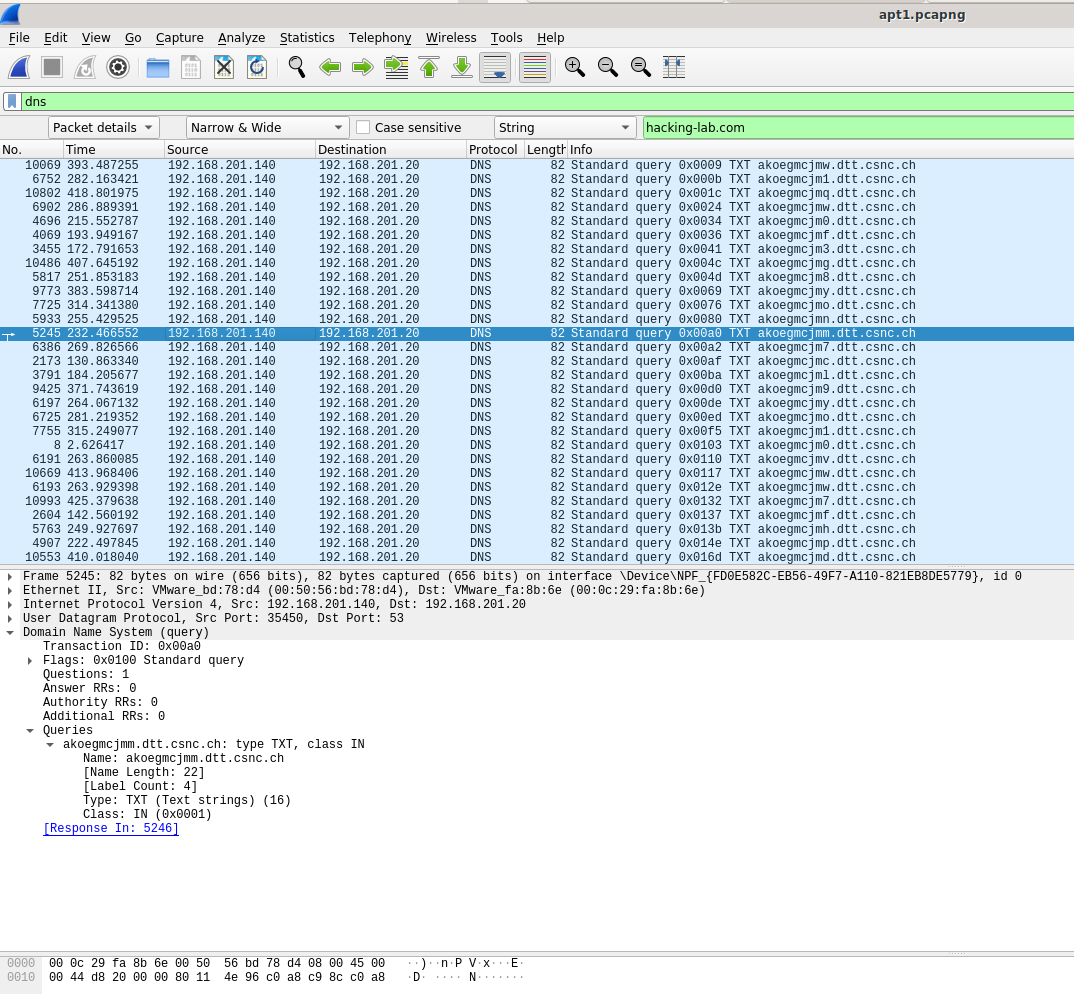 apt1.pcapng
File Edit View Go Capture Analyze Statistics Telephony Wireless Tools Help
dns
Packet details Narrow & Wide Case sensitive String hacking-lab.com
No. Time Source Destination Protocol Length Info
10069 393.487255 192.168.201.140 192.168.201.20 DNS 82 Standard query 0x0009 TXT akoegmcjmw.dtt.csnc.ch
6752 282.163421 192.168.201.140 192.168.201.20 DNS 82 Standard query 0x000b TXT akoegmcjm1.dtt.csnc.ch
10802 418.801975 192.168.201.140 192.168.201.20 DNS 82 Standard query 0x001c TXT akoegmcjmq.dtt.csnc.ch
6902 286.889391 192.168.201.140 192.168.201.20 DNS 82 Standard query 0x0024 TXT akoegmcjmw.dtt.csnc.ch
4696 215.552787 192.168.201.140 192.168.201.20 DNS 82 Standard query 0x0034 TXT akoegmcjm0.dtt.csnc.ch
4069 193.949167 192.168.201.140 192.168.201.20 DNS 82 Standard query 0x0036 TXT akoegmcjmf.dtt.csnc.ch
3455 172.791653 192.168.201.140 192.168.201.20 DNS 82 Standard query 0x0041 TXT akoegmcjm3.dtt.csnc.ch
10486 407.645192 192.168.201.140 192.168.201.20 DNS 82 Standard query 0x004c TXT akoegmcjmg.dtt.csnc.ch
5817 251.853183 192.168.201.140 192.168.201.20 DNS 82 Standard query 0x004d TXT akoegmcjm8.dtt.csnc.ch
9773 383.598714 192.168.201.140 192.168.201.20 DNS 82 Standard query 0x0069 TXT akoegmcjmy.dtt.csnc.ch
7725 314.341380 192.168.201.140 192.168.201.20 DNS 82 Standard query 0x0076 TXT akoegmcjmo.dtt.csnc.ch
5933 255.429525 192.168.201.140 192.168.201.20 DNS 82 Standard query 0x0080 TXT akoegmcjmn.dtt.csnc.ch
5245 232.466552 192.168.201.140 192.168.201.20 DNS 82 Standard query 0x00a0 TXT akoegmcjmm.dtt.csnc.ch
6386 269.826566 192.168.201.140 192.168.201.20 DNS 82 Standard query 0x00a2 TXT akoegmcjm7.dtt.csnc.ch
2173 130.863340 192.168.201.140 192.168.201.20 DNS 82 Standard query 0x00af TXT akoegmcjmc.dtt.csnc.ch
3791 184.205677 192.168.201.140 192.168.201.20 DNS 82 Standard query 0x00ba TXT akoegmcjml.dtt.csnc.ch
9425 371.743619 192.168.201.140 192.168.201.20 DNS 82 Standard query 0x00d0 TXT akoegmcjm9.dtt.csnc.ch
6197 264.067132 192.168.201.140 192.168.201.20 DNS 82 Standard query 0x00de TXT akoegmcjmy.dtt.csnc.ch
6725 281.219352 192.168.201.140 192.168.201.20 DNS 82 Standard query 0x00ed TXT akoegmcjmo.dtt.csnc.ch
7755 315.249077 192.168.201.140 192.168.201.20 DNS 82 Standard query 0x00f5 TXT akoegmcjm1.dtt.csnc.ch
8 2.626417 192.168.201.140 192.168.201.20 DNS 82 Standard query 0x0103 TXT akoegmcjm0.dtt.csnc.ch
6191 263.860085 192.168.201.140 192.168.201.20 DNS 82 Standard query 0x0110 TXT akoegmcjmv.dtt.csnc.ch
10669 413.968406 192.168.201.140 192.168.201.20 DNS 82 Standard query 0x0117 TXT akoegmcjmw.dtt.csnc.ch
6193 263.929398 192.168.201.140 192.168.201.20 DNS 82 Standard query 0x012e TXT akoegmcjmw.dtt.csnc.ch
10993 425.379638 192.168.201.140 192.168.201.20 DNS 82 Standard query 0x0132 TXT akoegmcjm7.dtt.csnc.ch
2604 142.560192 192.168.201.140 192.168.201.20 DNS 82 Standard query 0x0137 TXT akoegmcjmf.dtt.csnc.ch
5763 249.927697 192.168.201.140 192.168.201.20 DNS 82 Standard query 0x013b TXT akoegmcjmh.dtt.csnc.ch
4907 222.497845 192.168.201.140 192.168.201.20 DNS 82 Standard query 0x014e TXT akoegmcjmp.dtt.csnc.ch
10553 410.018040 192.168.201.140 192.168.201.20 DNS 82 Standard query 0x016d TXT akoegmcjmd.dtt.csnc.ch
Frame 5245: 82 bytes on wire (656 bits), 82 bytes captured (656 bits) on interface \Device\NPF_{FD0E582C-EB56-49F7-A110-821EB8DE5779}, id 0
Ethernet II, Src: VMware_bd:78:d4 (00:50:56:bd:78:d4), Dst: VMware_fa:8b:6e (00:0c:29:fa:8b:6e)
Internet Protocol Version 4, Src: 192.168.201.140, Dst: 192.168.201.20
User Datagram Protocol, Src Port: 35450, Dst Port: 53
Domain Name System (query)
Transaction ID: 0x00a0
Flags: 0x0100 Standard query
Questions: 1
Answer RRs: 0
Authority RRs: 0
Additional RRs: 0
Queries
akoegmcjmm.dtt.csnc.ch: type TXT, class IN
Name: akoegmcjmm.dtt.csnc.ch
[Name Length: 22]
[Label Count: 4]
Type: TXT (Text strings) (16)
Class: IN (0x0001)
[Response In: 5246]
0000 00 0c 29 fa 8b 6e 00 50 56 bd 78 d4 08 00 45 00 ··)··n·P V·x···E·
0010 00 44 d8 20 00 00 80 11 4e 96 c0 a8 c9 8c c0 a8 ·D· ···· N·······